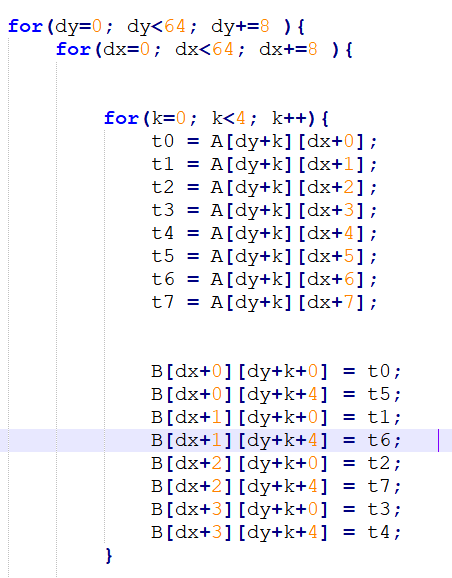 for(dy=0; dy<64; dy+=8 ){
for(dx=0; dx<64; dx+=8 ){
for(k=0; k<4; k++){
t0 = A[dy+k][dx+0];
t1 = A[dy+k][dx+1];
t2 = A[dy+k][dx+2];
t3 = A[dy+k][dx+3];
t4 = A[dy+k][dx+4];
t5 = A[dy+k][dx+5];
t6 = A[dy+k][dx+6];
t7 = A[dy+k][dx+7];
B[dx+0][dy+k+0] = t0;
B[dx+0][dy+k+4] = t5;
B[dx+1][dy+k+0] = t1;
B[dx+1][dy+k+4] = t6;
B[dx+2][dy+k+0] = t2;
B[dx+2][dy+k+4] = t7;
B[dx+3][dy+k+0] = t3;
B[dx+3][dy+k+4] = t4;
}